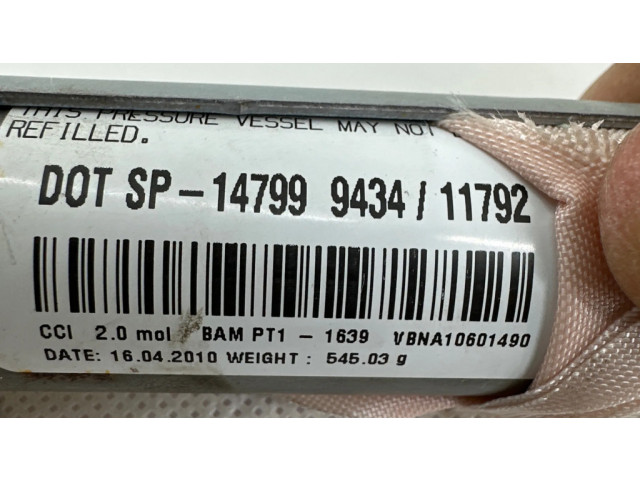 THIS PRESSURE VESSEL MAY NOT
REFILLED.
DOT SP-14799 9434 / 11792
CCI 2.0 mol BAM PT1 - 1639 VBNA10601490
DATE: 16.04.2010 WEIGHT : 545.03 g